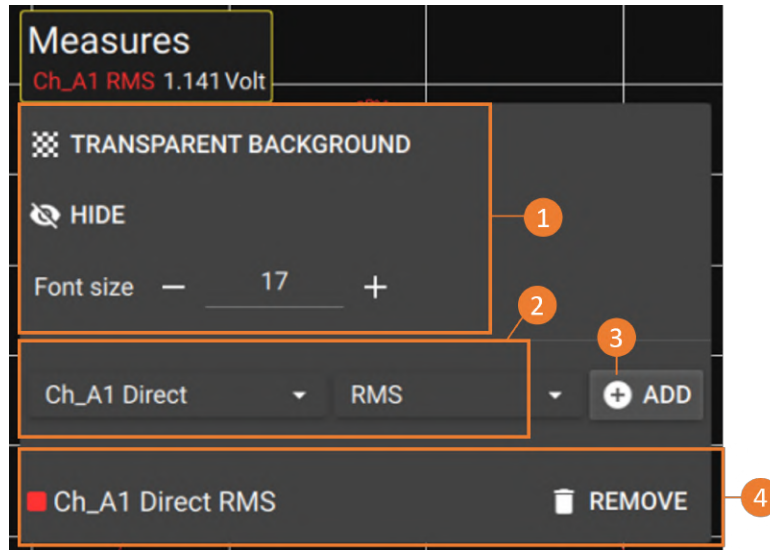 Measures
Ch_A1 RMS 1.141 Volt
TRANSPARENT BACKGROUND
HIDE
1
Font size 17
2
3
Ch_A1 Direct RMS ADD
Ch_A1 Direct RMS REMOVE
4